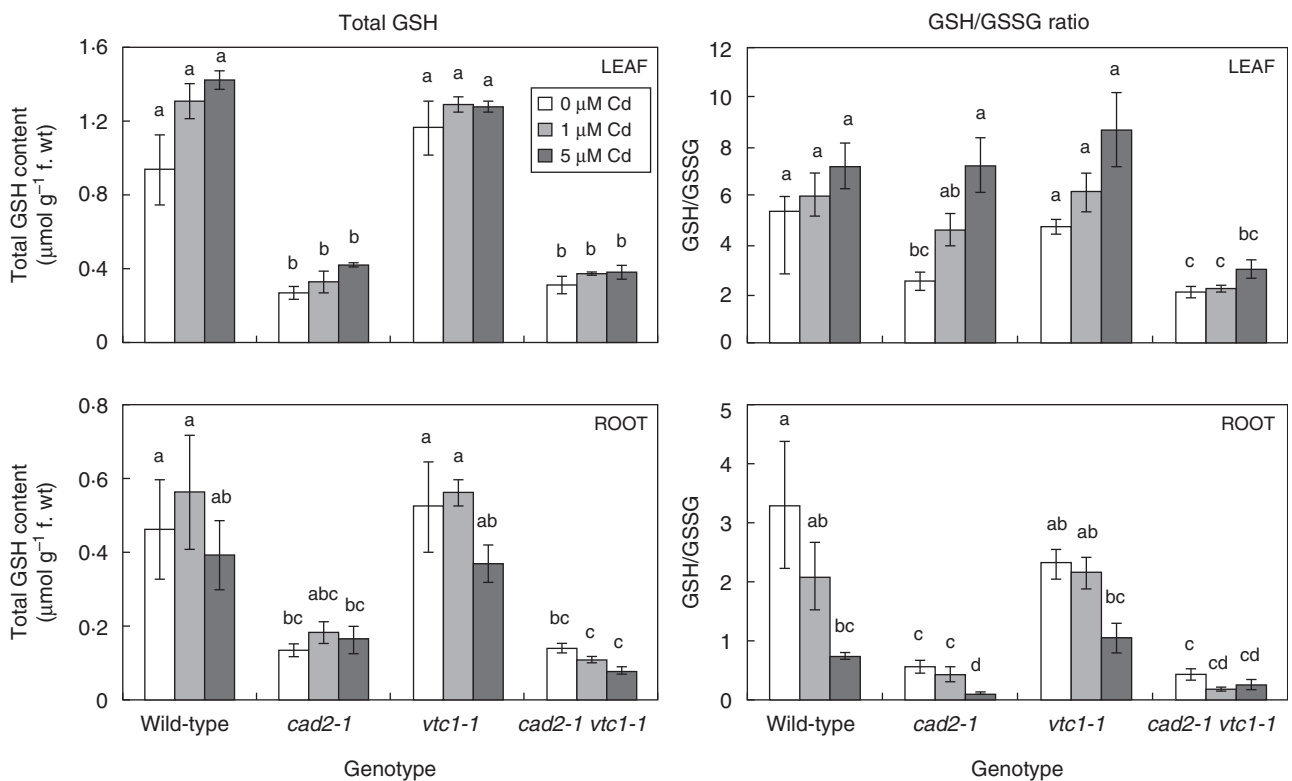 Total GSH
GSH/GSSG ratio
Total GSH content
(µmol g⁻¹ f. wt)
1·6
1·2
0·8
0·4
0
LEAF
0 µM Cd
1 µM Cd
5 µM Cd
a
a
a
b
b
b
a
a
a
b
b
b
GSH/GSSG
12
10
8
6
4
2
0
LEAF
a
a
a
bc
ab
a
a
a
a
c
c
bc
Total GSH content
(µmol g⁻¹ f. wt)
0·8
0·6
0·4
0·2
0
ROOT
a
a
ab
bc
abc
bc
a
a
ab
bc
c
c
Wild-type
cad2-1
vtc1-1
cad2-1 vtc1-1
Genotype
GSH/GSSG
5
4
3
2
1
0
ROOT
a
ab
bc
c
c
d
ab
ab
bc
c
cd
cd
Wild-type
cad2-1
vtc1-1
cad2-1 vtc1-1
Genotype